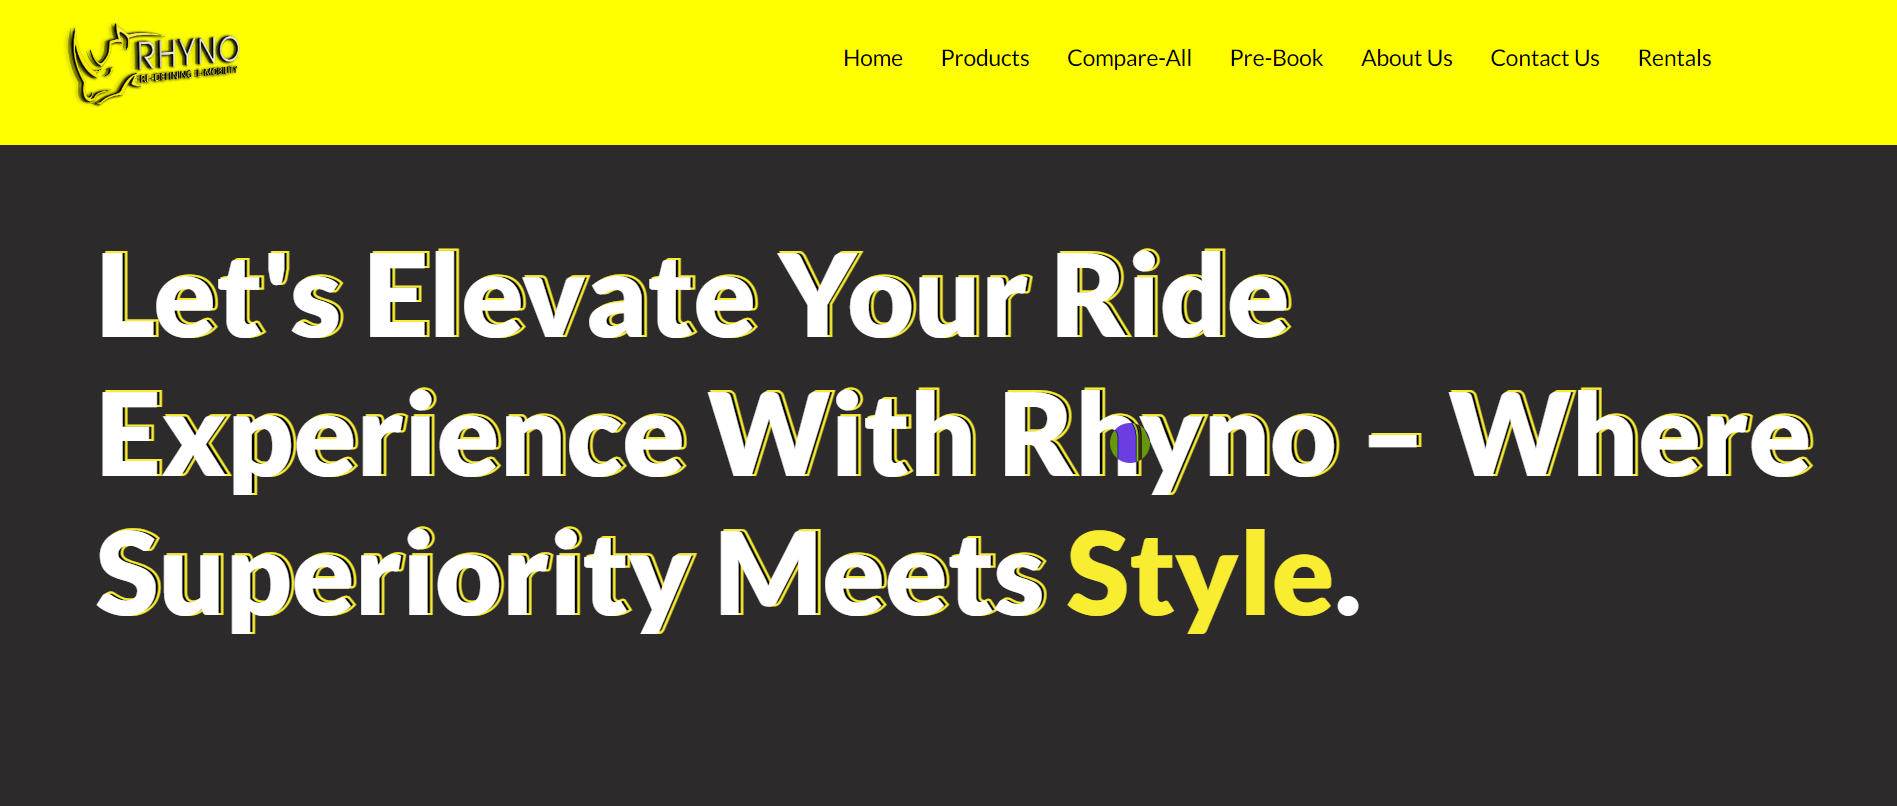 RHYNO
RE-DEFINING E-MOBILITY
Home Products Compare-All Pre-Book About Us Contact Us Rentals
Let's Elevate Your Ride
Experience With Rhyno – Where
Superiority Meets Style.